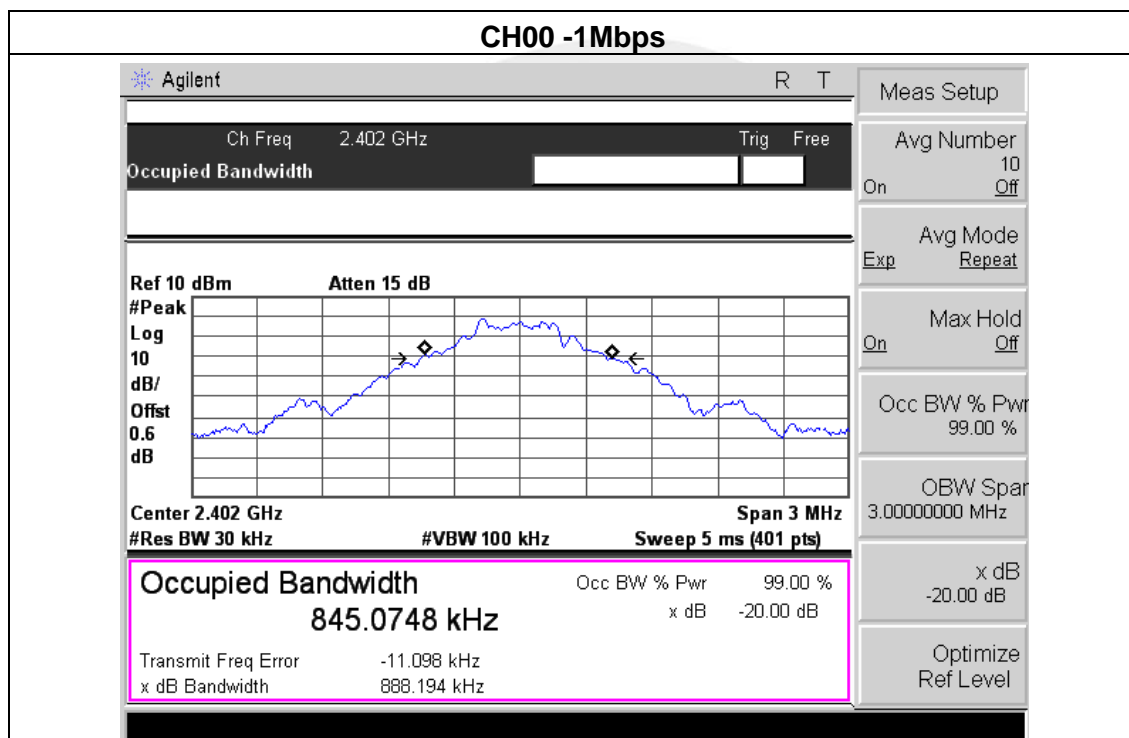 CH00 -1Mbps
Agilent
R T
Ch Freq 2.402 GHz Trig Free
Occupied Bandwidth
Ref 10 dBm Atten 15 dB
#Peak
Log
10
dB/
Offst
0.6
dB
Center 2.402 GHz Span 3 MHz
#Res BW 30 kHz #VBW 100 kHz Sweep 5 ms (401 pts)
Occupied Bandwidth
845.0748 kHz
Occ BW % Pwr 99.00 %
x dB -20.00 dB
Transmit Freq Error -11.098 kHz
x dB Bandwidth 888.194 kHz
Meas Setup
Avg Number
10
On Off
Avg Mode
Exp Repeat
Max Hold
On Off
Occ BW % Pwr
99.00 %
OBW Span
3.00000000 MHz
x dB
-20.00 dB
Optimize
Ref Level